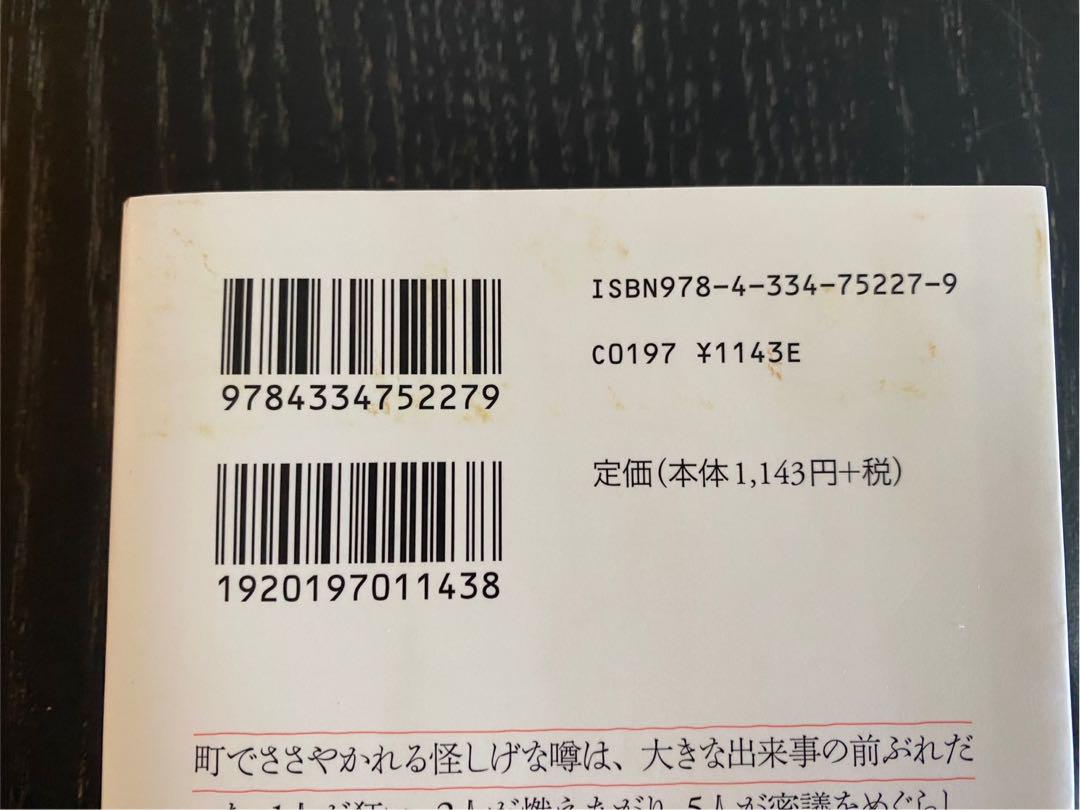 ISBN978-4-334-75227-9
C0197 ¥1143E
9784334752279
定価(本体1,143円+税)
1920197011438
町でささやかれる怪しげな噂は、大きな出来事の前ぶれだ